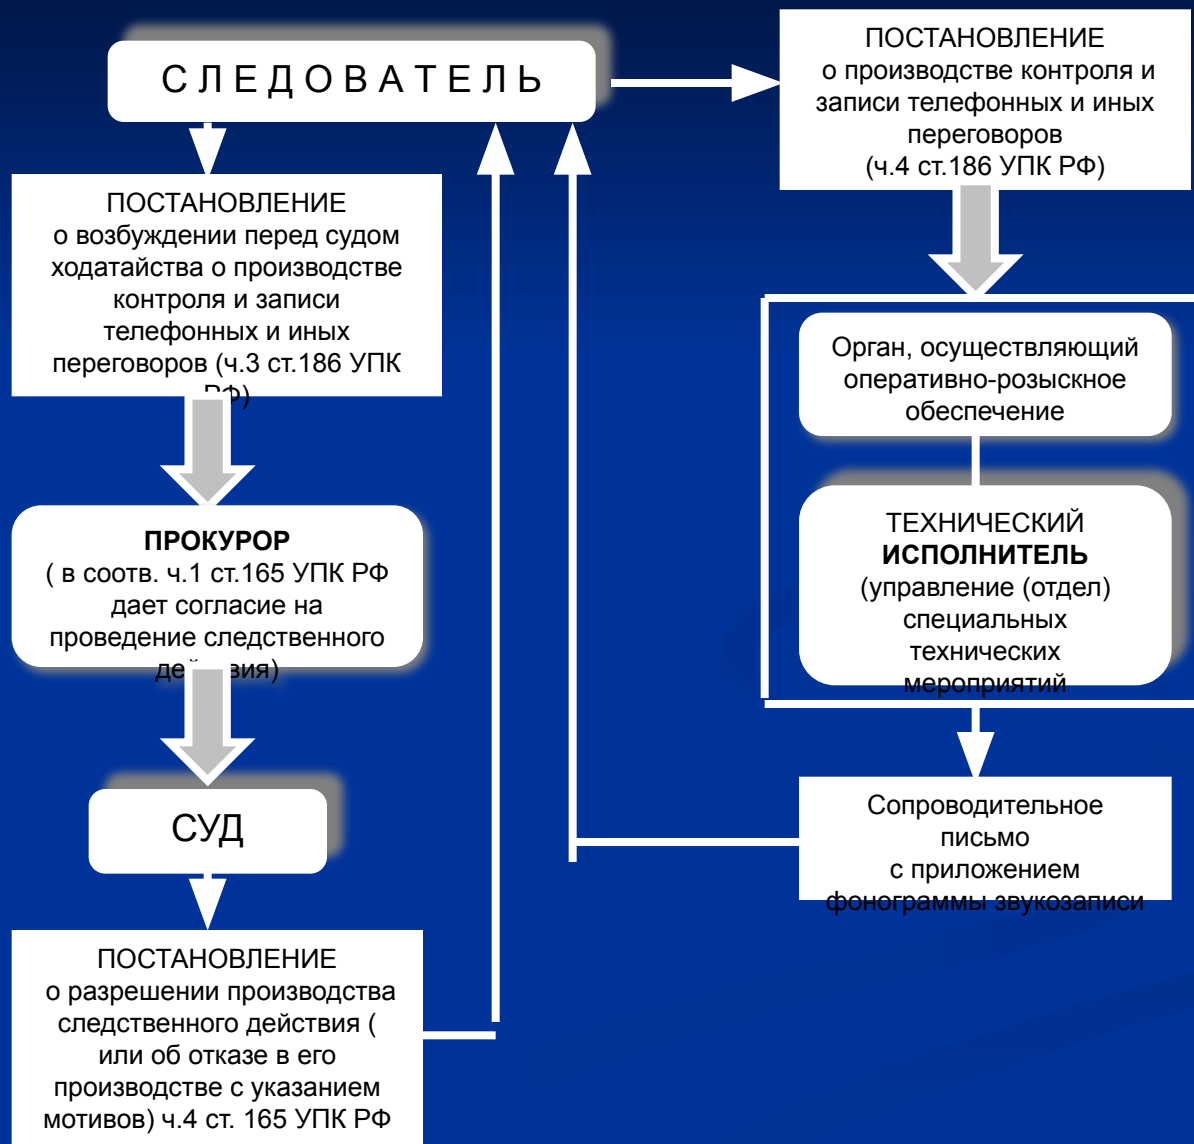 С Л Е Д О В А Т Е Л Ь
ПОСТАНОВЛЕНИЕ
о возбуждении перед судом
ходатайства о производстве
контроля и записи
телефонных и иных
переговоров (ч.3 ст.186 УПК
РФ)
ПРОКУРОР
( в соотв. ч.1 ст.165 УПК РФ
дает согласие на
проведение следственного
действия)
СУД
ПОСТАНОВЛЕНИЕ
о разрешении производства
следственного действия (
или об отказе в его
производстве с указанием
мотивов) ч.4 ст. 165 УПК РФ
ПОСТАНОВЛЕНИЕ
о производстве контроля и
записи телефонных и иных
переговоров
(ч.4 ст.186 УПК РФ)
Орган, осуществляющий
оперативно-розыскное
обеспечение
ТЕХНИЧЕСКИЙ
ИСПОЛНИТЕЛЬ
(управление (отдел)
специальных
технических
мероприятий
Сопроводительное
письмо
с приложением
фонограммы звукозаписи